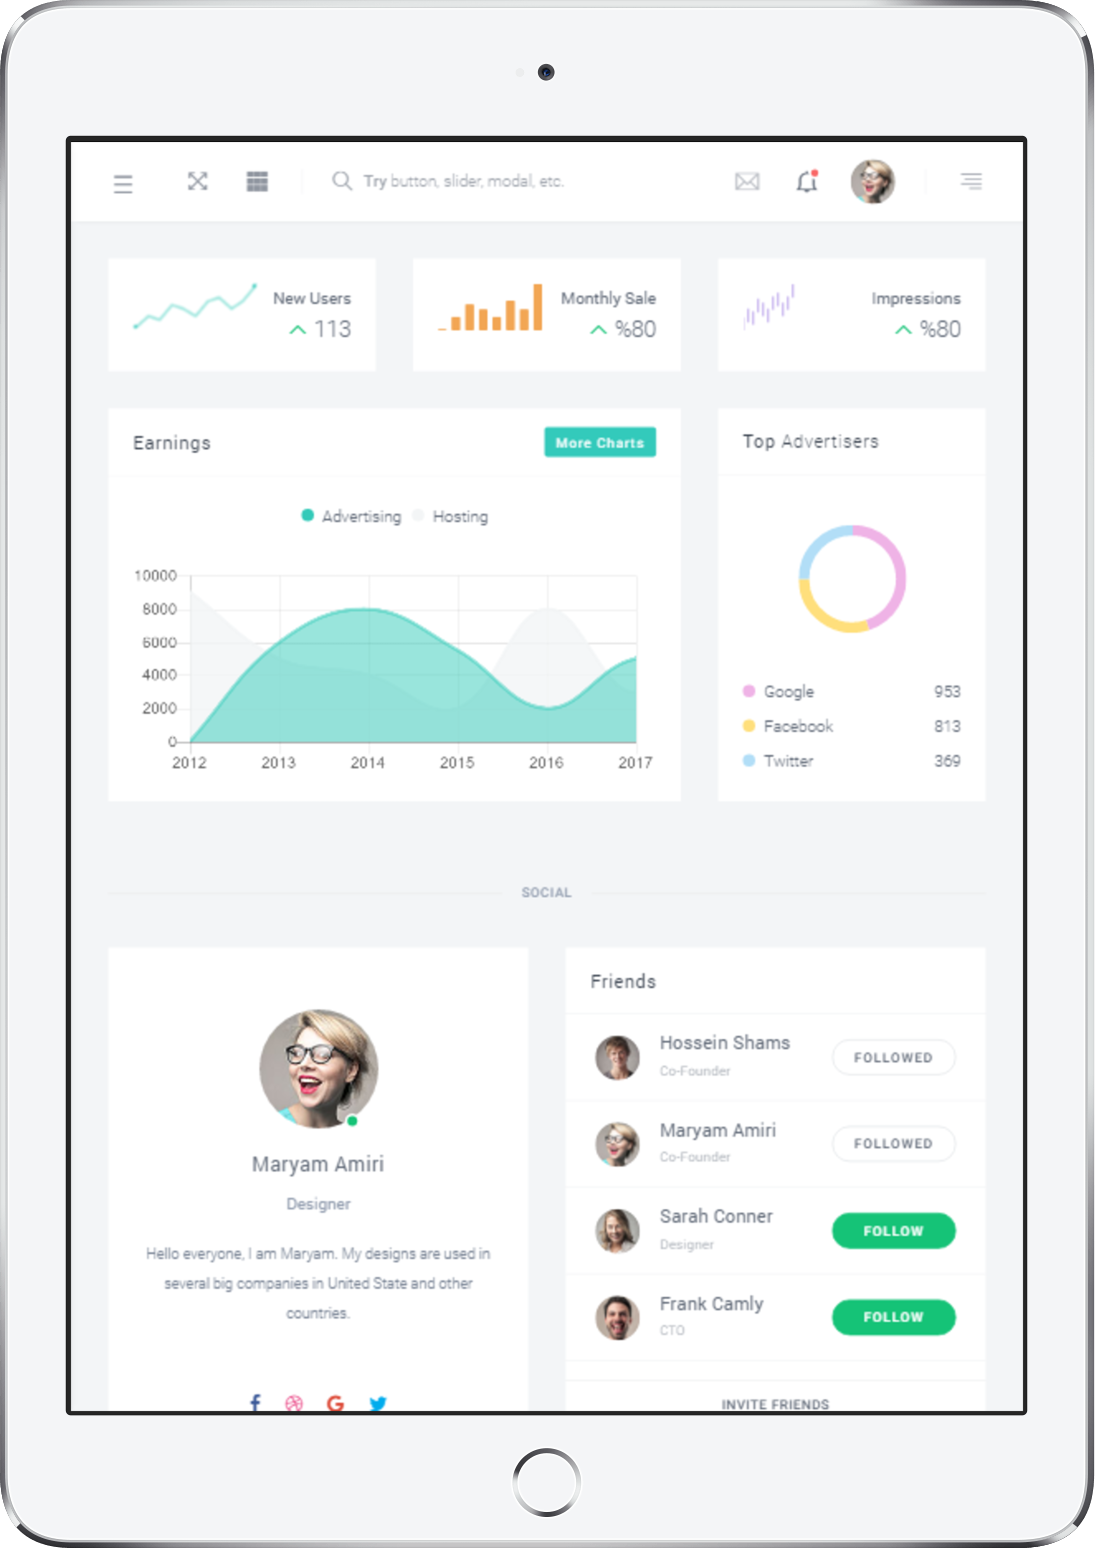 Try button, slider, modal, etc.
New Users
113
Monthly Sale
%80
Impressions
%80
Earnings
More Charts
Advertising
Hosting
10000
8000
6000
4000
2000
0
2012
2013
2014
2015
2016
2017
Top Advertisers
Google
953
Facebook
813
Twitter
369
SOCIAL
Maryam Amiri
Designer
Hello everyone, I am Maryam. My designs are used in
several big companies in United State and other
countries.
Friends
Hossein Shams
Co-Founder
FOLLOWED
Maryam Amiri
Co-Founder
FOLLOWED
Sarah Conner
Designer
FOLLOW
Frank Camly
CTO
FOLLOW
INVITE FRIENDS